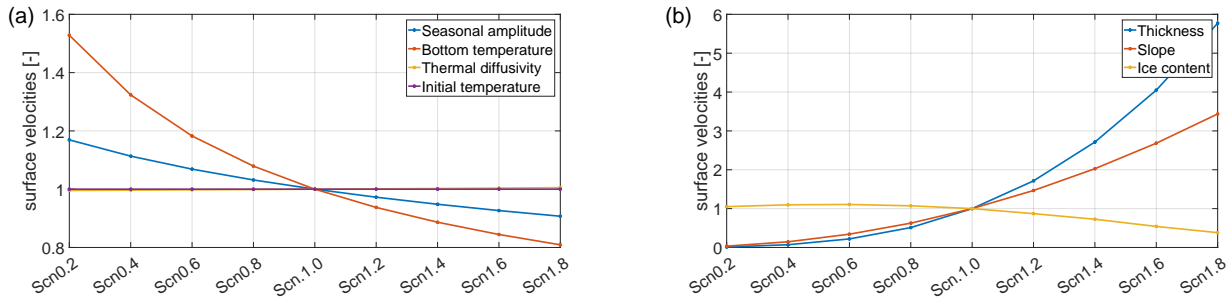 (a)
surface velocities [-]
1.6
1.4
1.2
1
0.8
Seasonal amplitude
Bottom temperature
Thermal diffusivity
Initial temperature
Scn0.2
Scn0.4
Scn0.6
Scn0.8
Scn.1.0
Scn1.2
Scn1.4
Scn1.6
Scn1.8
(b)
surface velocities [-]
6
5
4
3
2
1
0
Thickness
Slope
Ice content
Scn0.2
Scn0.4
Scn0.6
Scn0.8
Scn.1.0
Scn1.2
Scn1.4
Scn1.6
Scn1.8